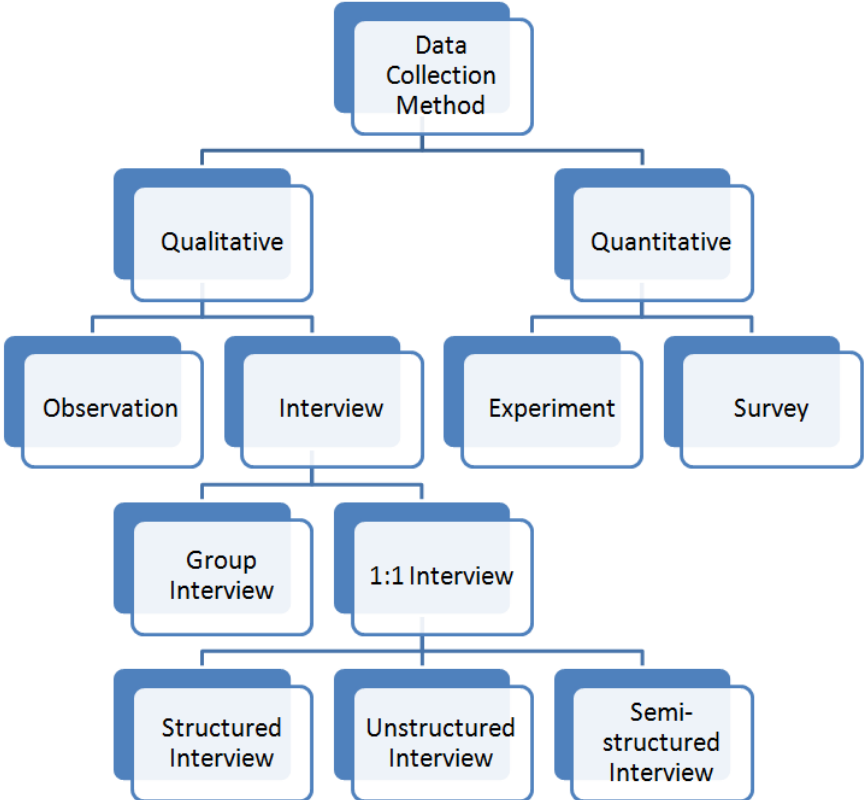 Data
Collection
Method
Qualitative
Quantitative
Observation
Interview
Experiment
Survey
Group
Interview
1:1 Interview
Structured
Interview
Unstructured
Interview
Semi-
structured
Interview